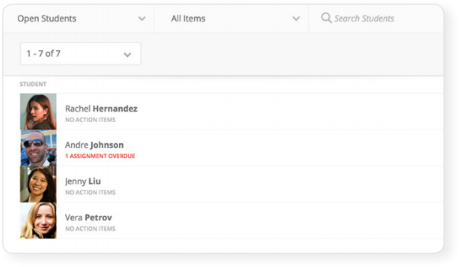 Open Students
All Items
Search Students
1 - 7 of 7
STUDENT
Rachel Hernandez
NO ACTION ITEMS
Andre Johnson
1 ASSIGNMENT OVERDUE
Jenny Liu
NO ACTION ITEMS
Vera Petrov
NO ACTION ITEMS